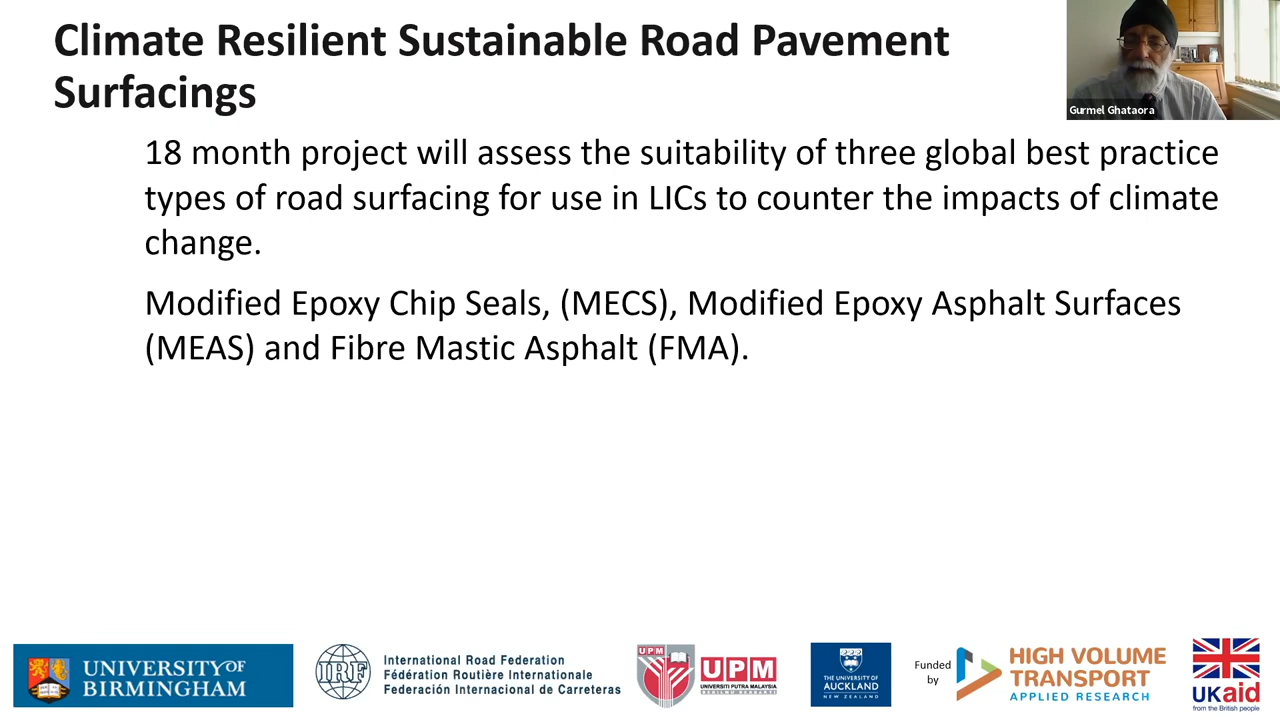 Climate Resilient Sustainable Road Pavement
Surfacings
Gurmel Ghataora
18 month project will assess the suitability of three global best practice
types of road surfacing for use in LICs to counter the impacts of climate
change.
Modified Epoxy Chip Seals, (MECS), Modified Epoxy Asphalt Surfaces
(MEAS) and Fibre Mastic Asphalt (FMA).
UNIVERSITY OF
BIRMINGHAM
IRF
International Road Federation
Fédération Routière Internationale
Federación Internacional de Carreteras
UPM
UPM
UNIVERSITI PUTRA MALAYSIA
THE UNIVERSITY OF
AUCKLAND
NEW ZEALAND
Funded
by
HIGH VOLUME
TRANSPORT
APPLIED RESEARCH
UKaid
from the British people